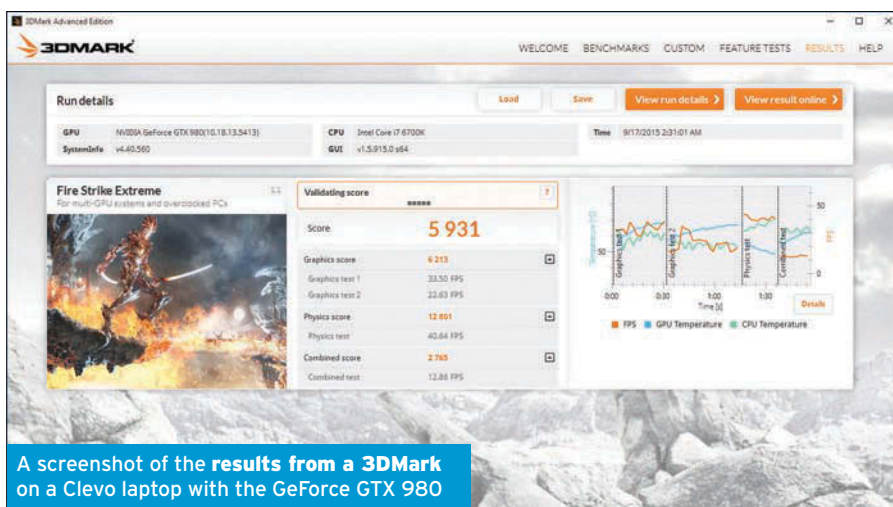 3DMark Advanced Edition
3DMARK
WELCOME BENCHMARKS CUSTOM FEATURE TESTS RESULTS HELP
Run details
Load Save View run details View result online
GPU NVIDIA GeForce GTX 980(10.18.13.5413) CPU Intel Core i7 6700K Time 9/17/2015 2:31:01 AM
SystemInfo v4.40.560 GUI v1.5.915.0 s64
Fire Strike Extreme
For multi-GPU systems and overclocked PCs
Validating score ?
Score 5 931
Graphics score 6 213
Graphics test 1 33.50 FPS
Graphics test 2 22.63 FPS
Physics score 12 801
Physics test 40.64 FPS
Combined score 2 765
Combined test 12.86 FPS
Temperature [°C]
50
Graphics test 1
Graphics test 2
Physics test
Combined test
50
0
FPS
0:00 0:30 1:00 1:30
Time [s]
Details
FPS GPU Temperature CPU Temperature
A screenshot of the results from a 3DMark
on a Clevo laptop with the GeForce GTX 980